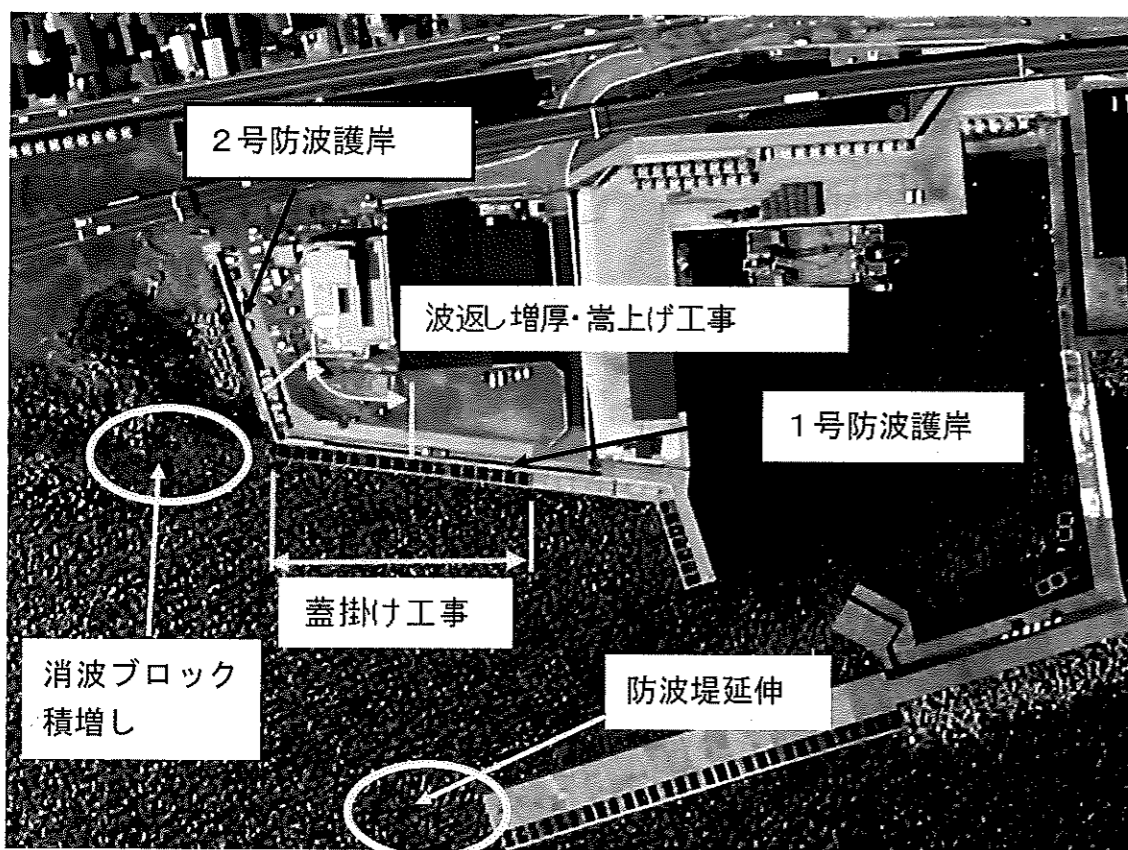 ２号防波護岸
波返し増厚・嵩上げ工事
１号防波護岸
蓋掛け工事
消波ブロック
積増し
防波堤延伸